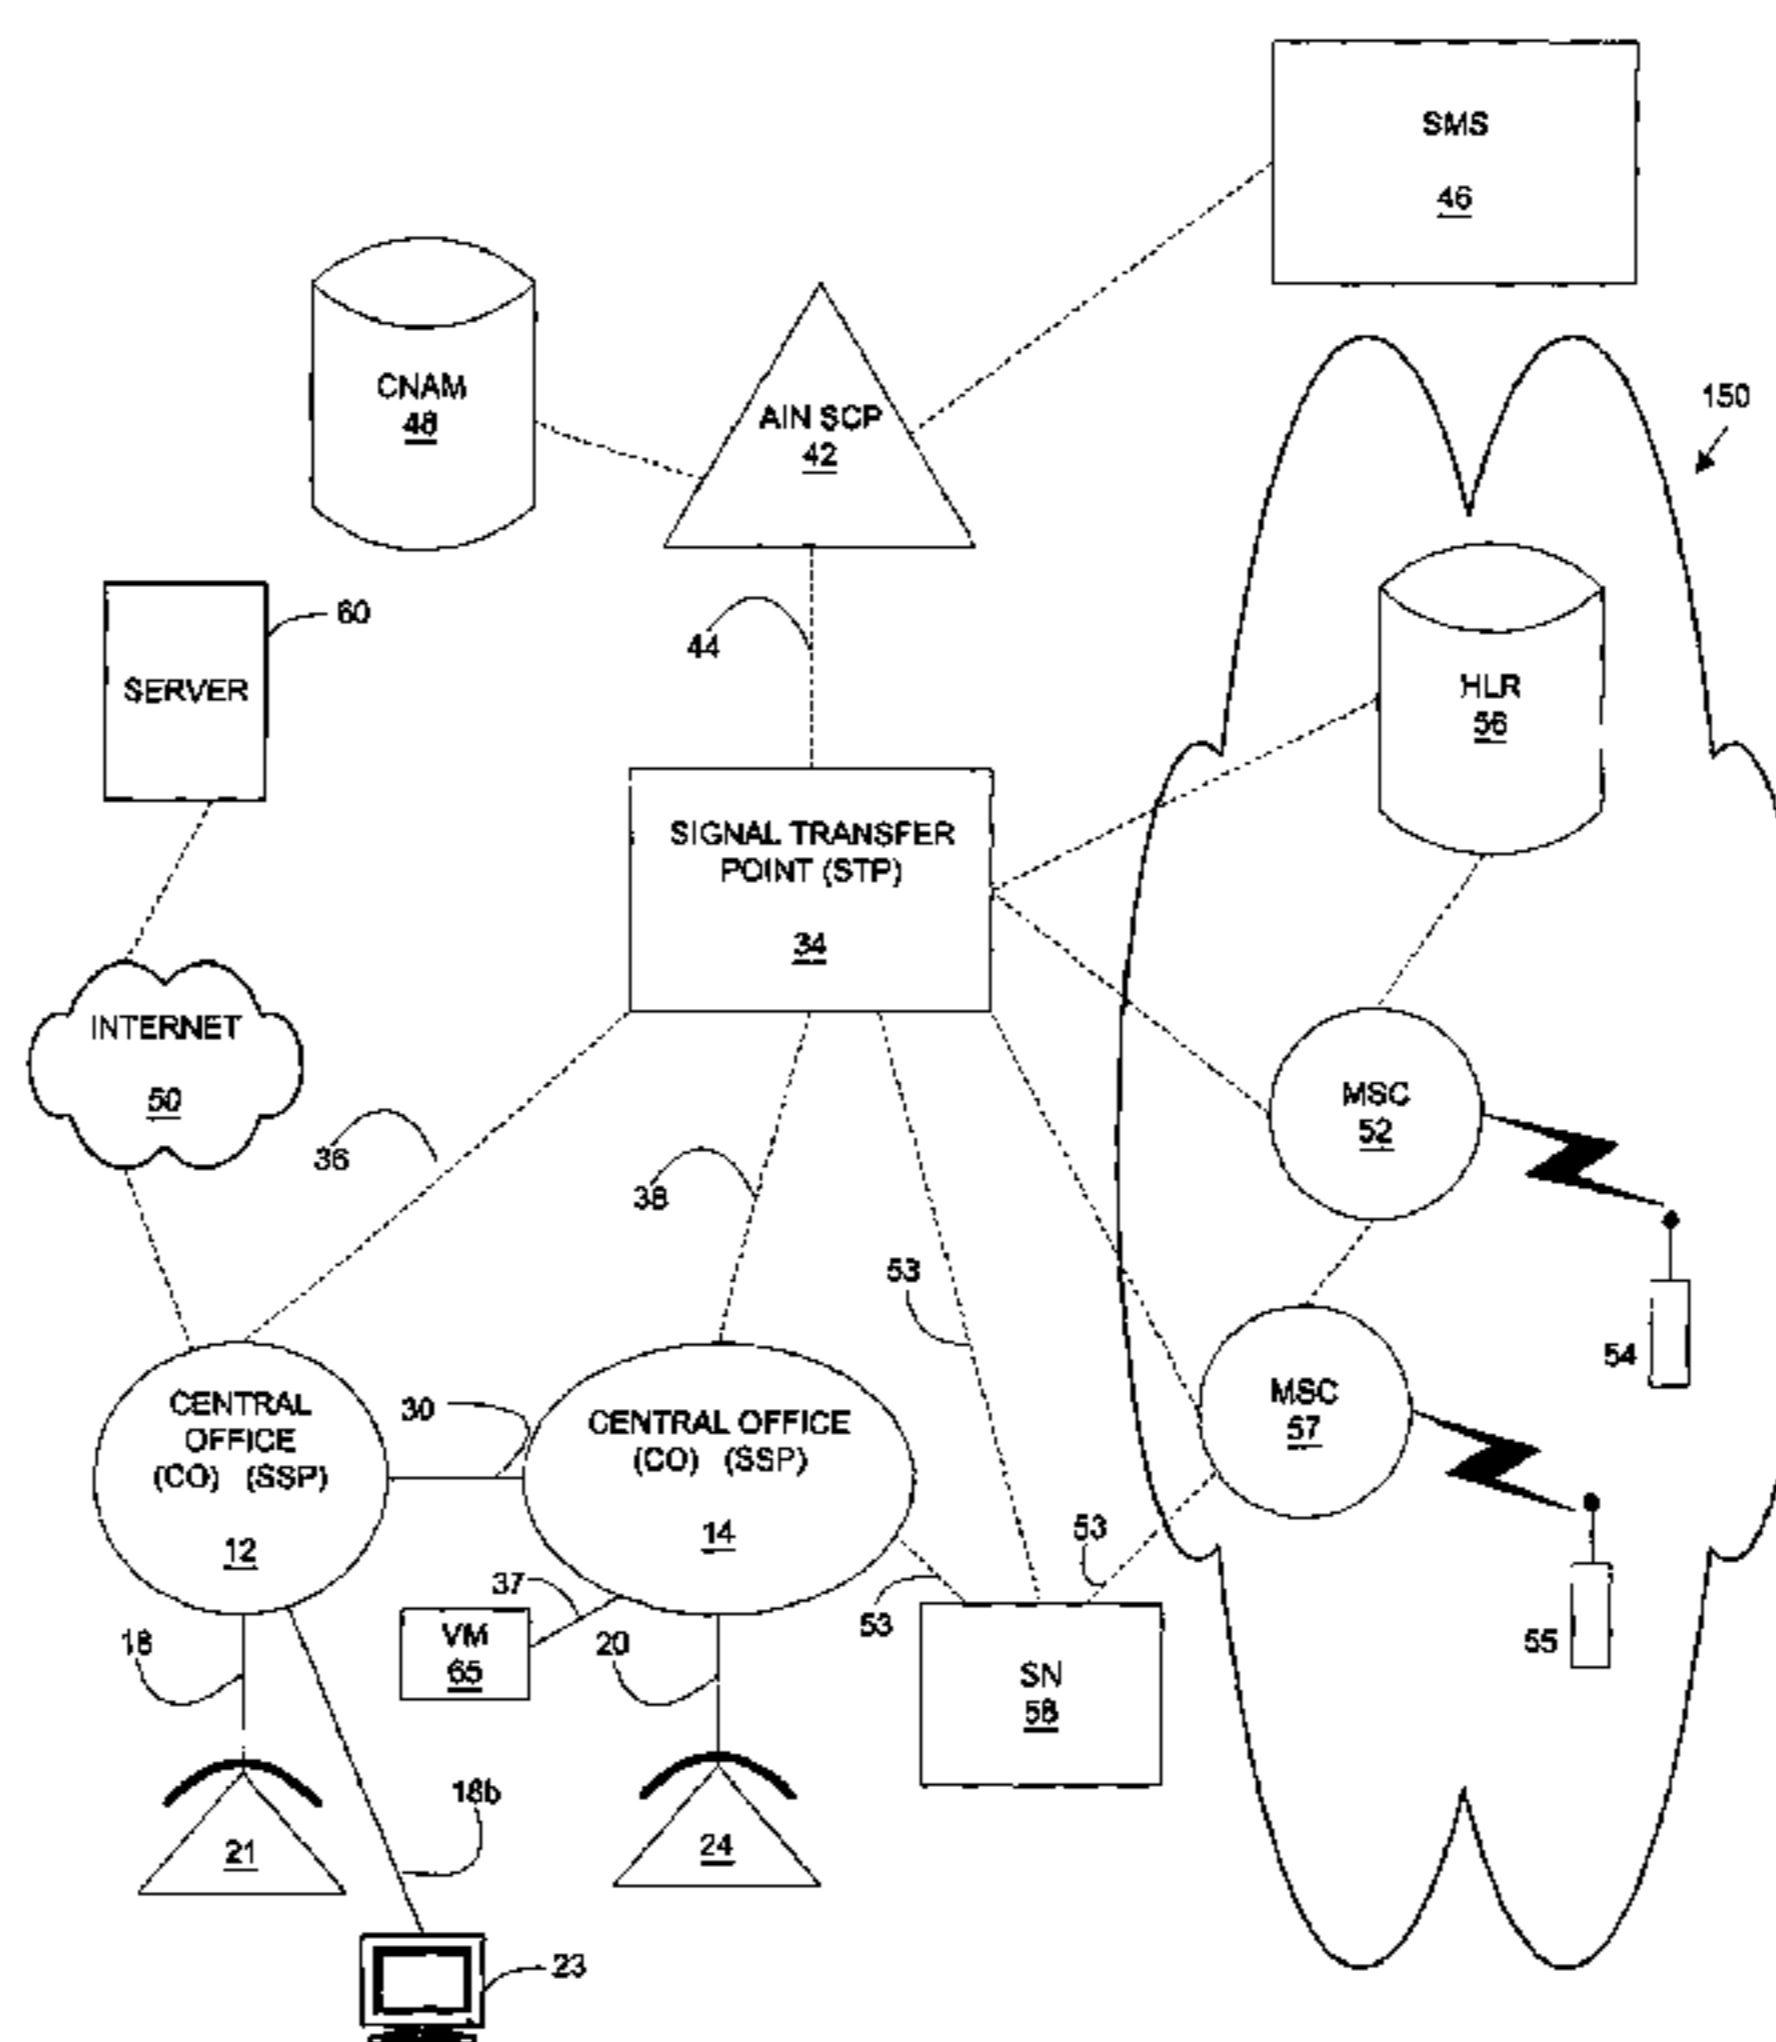 SMS
46
CNAM
48
AIN SCP
42
150
60
SERVER
44
HLR
56
SIGNAL TRANSFER
POINT (STP)
34
INTERNET
50
36
38
MSC
52
53
54
CENTRAL
OFFICE
(CO) (SSP)
12
30
CENTRAL OFFICE
(CO) (SSP)
14
MSC
57
53
37
VM
65
18
20
53
SN
58
55
21
18b
24
23